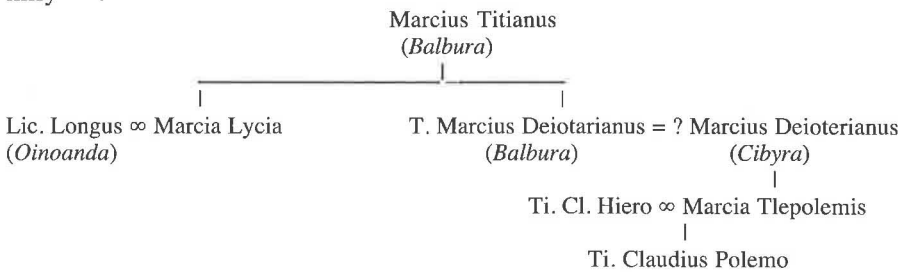 Marcius Titianus
(Balbura)
Lic. Longus ∞ Marcia Lycia T. Marcius Deiotarianus = ? Marcius Deioterianus
(Oinoanda) (Balbura) (Cibyra)
Ti. Cl. Hiero ∞ Marcia Tlepolemis
Ti. Claudius Polemo